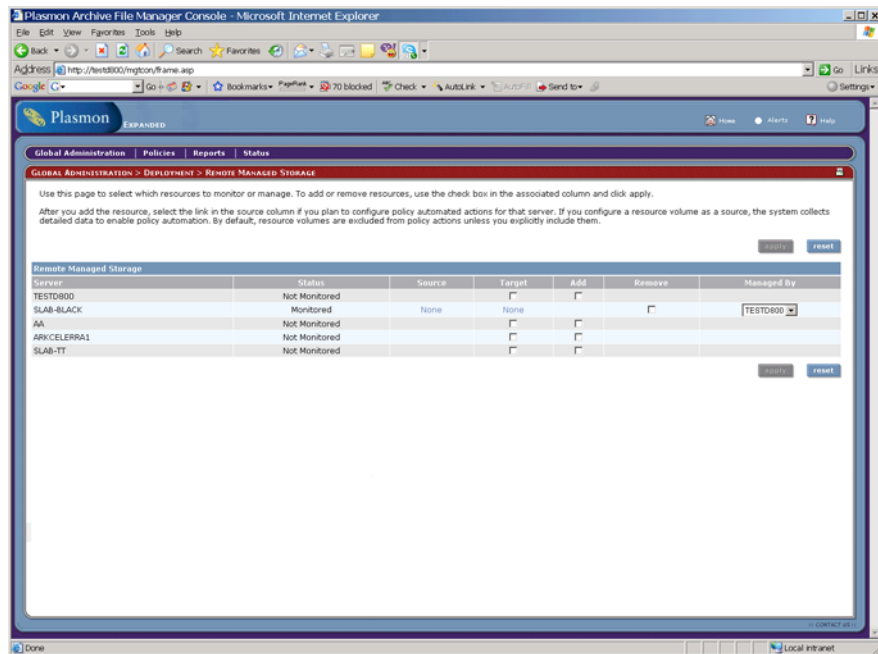 Plasmon Archive File Manager Console - Microsoft Internet Explorer
File Edit View Favorites Tools Help
Back Search Favorites
Address http://testd800/mgtcon/frame.asp Go Links
Google G Go Bookmarks PageRank 70 blocked Check AutoLink AutoFill Send to Settings
Plasmon EXPANDED Home Alerts ? Help
Global Administration | Policies | Reports | Status
GLOBAL ADMINISTRATION > DEPLOYMENT > REMOTE MANAGED STORAGE
Use this page to select which resources to monitor or manage. To add or remove resources, use the check box in the associated column and click apply.
After you add the resource, select the link in the source column if you plan to configure policy automated actions for that server. If you configure a resource volume as a source, the system collects
detailed data to enable policy automation. By default, resource volumes are excluded from policy actions unless you explicitly include them.
apply reset
Remote Managed Storage
Server Status Source Target Add Remove Managed By
TESTD800 Not Monitored
SLAB-BLACK Monitored None None TESTD800
AA Not Monitored
ARKCELERRA1 Not Monitored
SLAB-TT Not Monitored
apply reset
:: CONTACT US ::
Done Local intranet